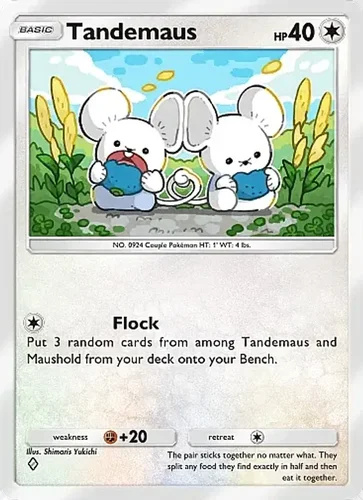 BASIC Tandemaus HP40
NO. 0924 Couple Pokémon HT: 1' WT: 4 lbs.
Flock
Put 3 random cards from among Tandemaus and
Maushold from your deck onto your Bench.
weakness +20 retreat
Illus. Shimaris Yukichi
The pair sticks together no matter what. They
split any food they find exactly in half and then
eat it together.